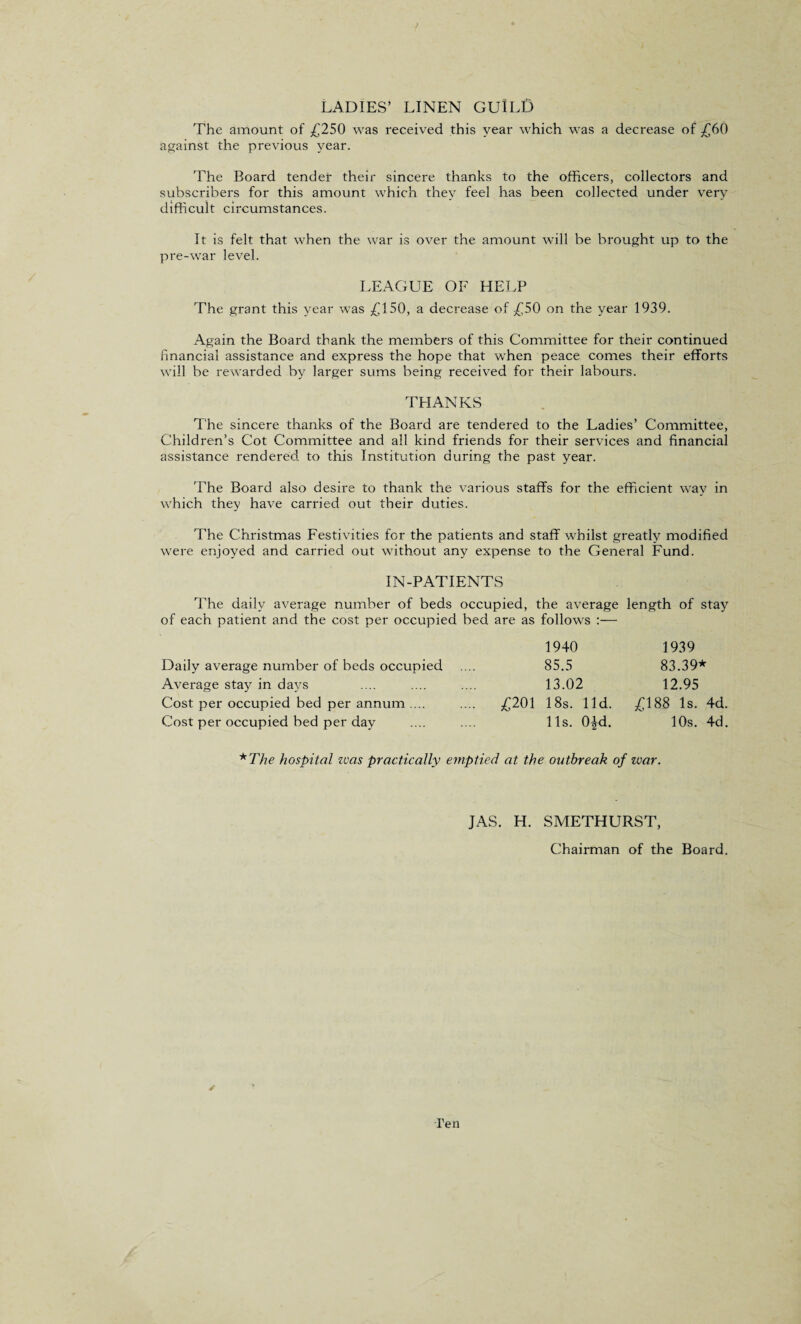 LADIES' LINEN GUILD
The amount of £250 was received this year which was a decrease of £60
against the previous year.
The Board tender their sincere thanks to the officers, collectors and
subscribers for this amount which they feel has been collected under very
difficult circumstances.
It is felt that when the war is over the amount will be brought up to the
pre-war level.
LEAGUE OF HELP
The grant this year was £150, a decrease of £50 on the year 1939.
Again the Board thank the members of this Committee for their continued
financial assistance and express the hope that when peace comes their efforts
will be rewarded by larger sums being received for their labours.
THANKS
The sincere thanks of the Board are tendered to the Ladies' Committee,
Children's Cot Committee and all kind friends for their services and financial
assistance rendered to this Institution during the past year.
The Board also desire to thank the various staffs for the efficient way in
which they have carried out their duties.
The Christmas Festivities for the patients and staff whilst greatly modified
were enjoyed and carried out without any expense to the General Fund.
IN-PATIENTS
The daily average number of beds occupied, the average length of stay
of each patient and the cost per occupied bed are as follows :—
1940 1939
Daily average number of beds occupied .... 85.5 83.39*
Average stay in days .... .... .... 13.02 12.95
Cost per occupied bed per annum .... .... £201 18s. 11d. £188 1s. 4d.
Cost per occupied bed per day .... .... 11s. 0½d. 10s. 4d.
*The hospital was practically emptied at the outbreak of war.
JAS. H. SMETHURST,
Chairman of the Board.
Ten